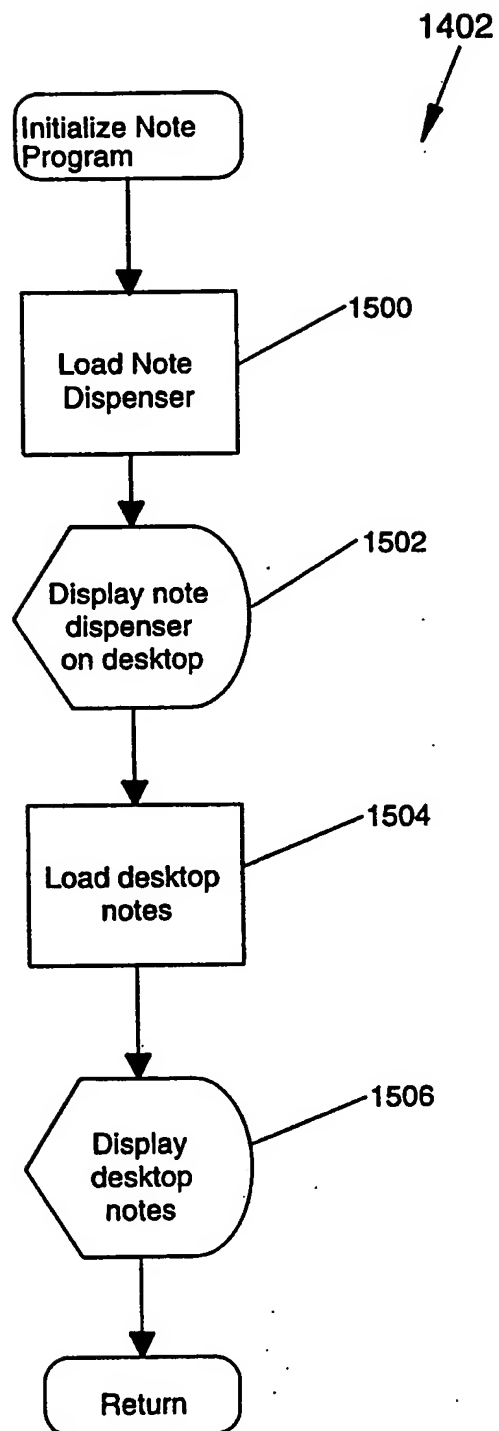 1402
Initialize Note
Program
1500
Load Note
Dispenser
1502
Display note
dispenser
on desktop
1504
Load desktop
notes
1506
Display
desktop
notes
Return